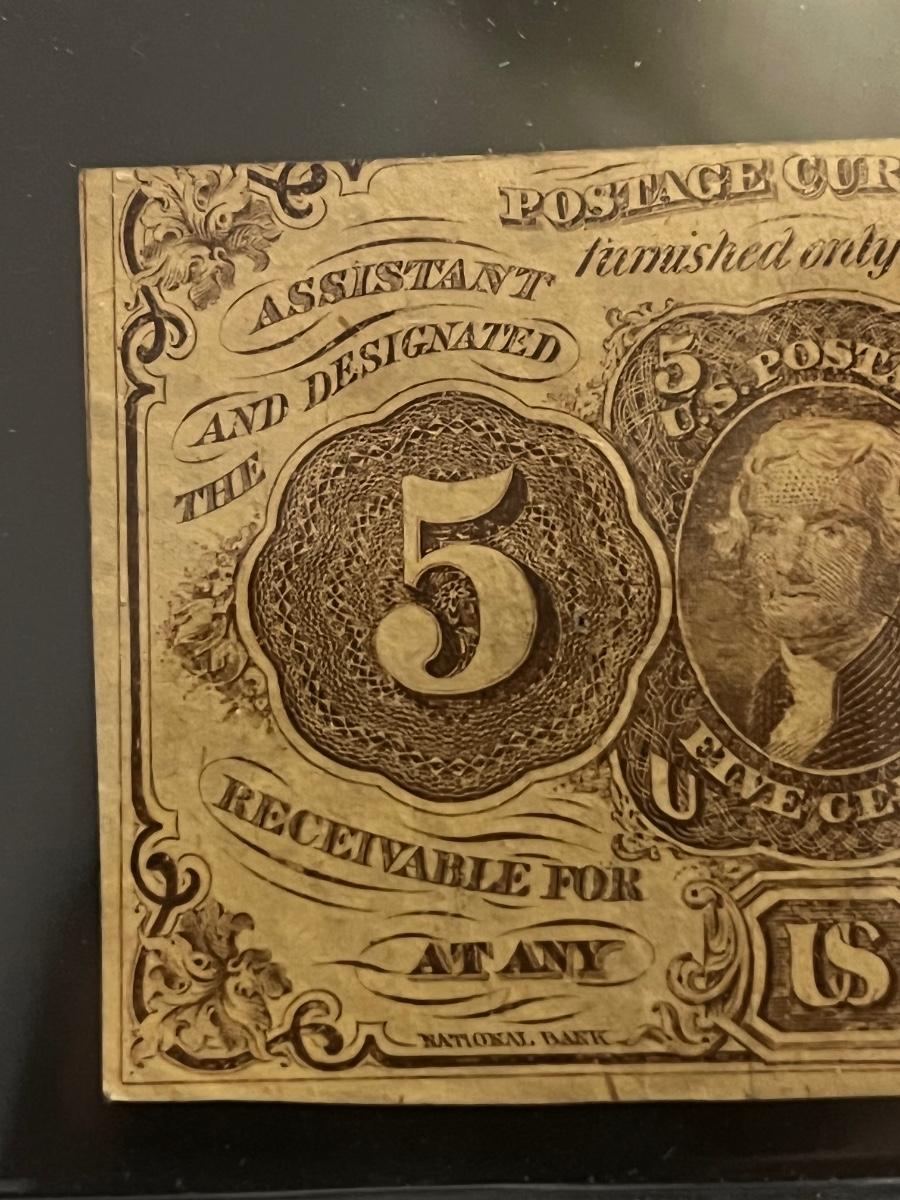 POSTAGE CUR
furnished only
ASSISTANT
AND DESIGNATED
THE
5
U.S. POSTA
5
FIVE CE
U
RECEIVABLE FOR
AT ANY
US
NATIONAL BANK